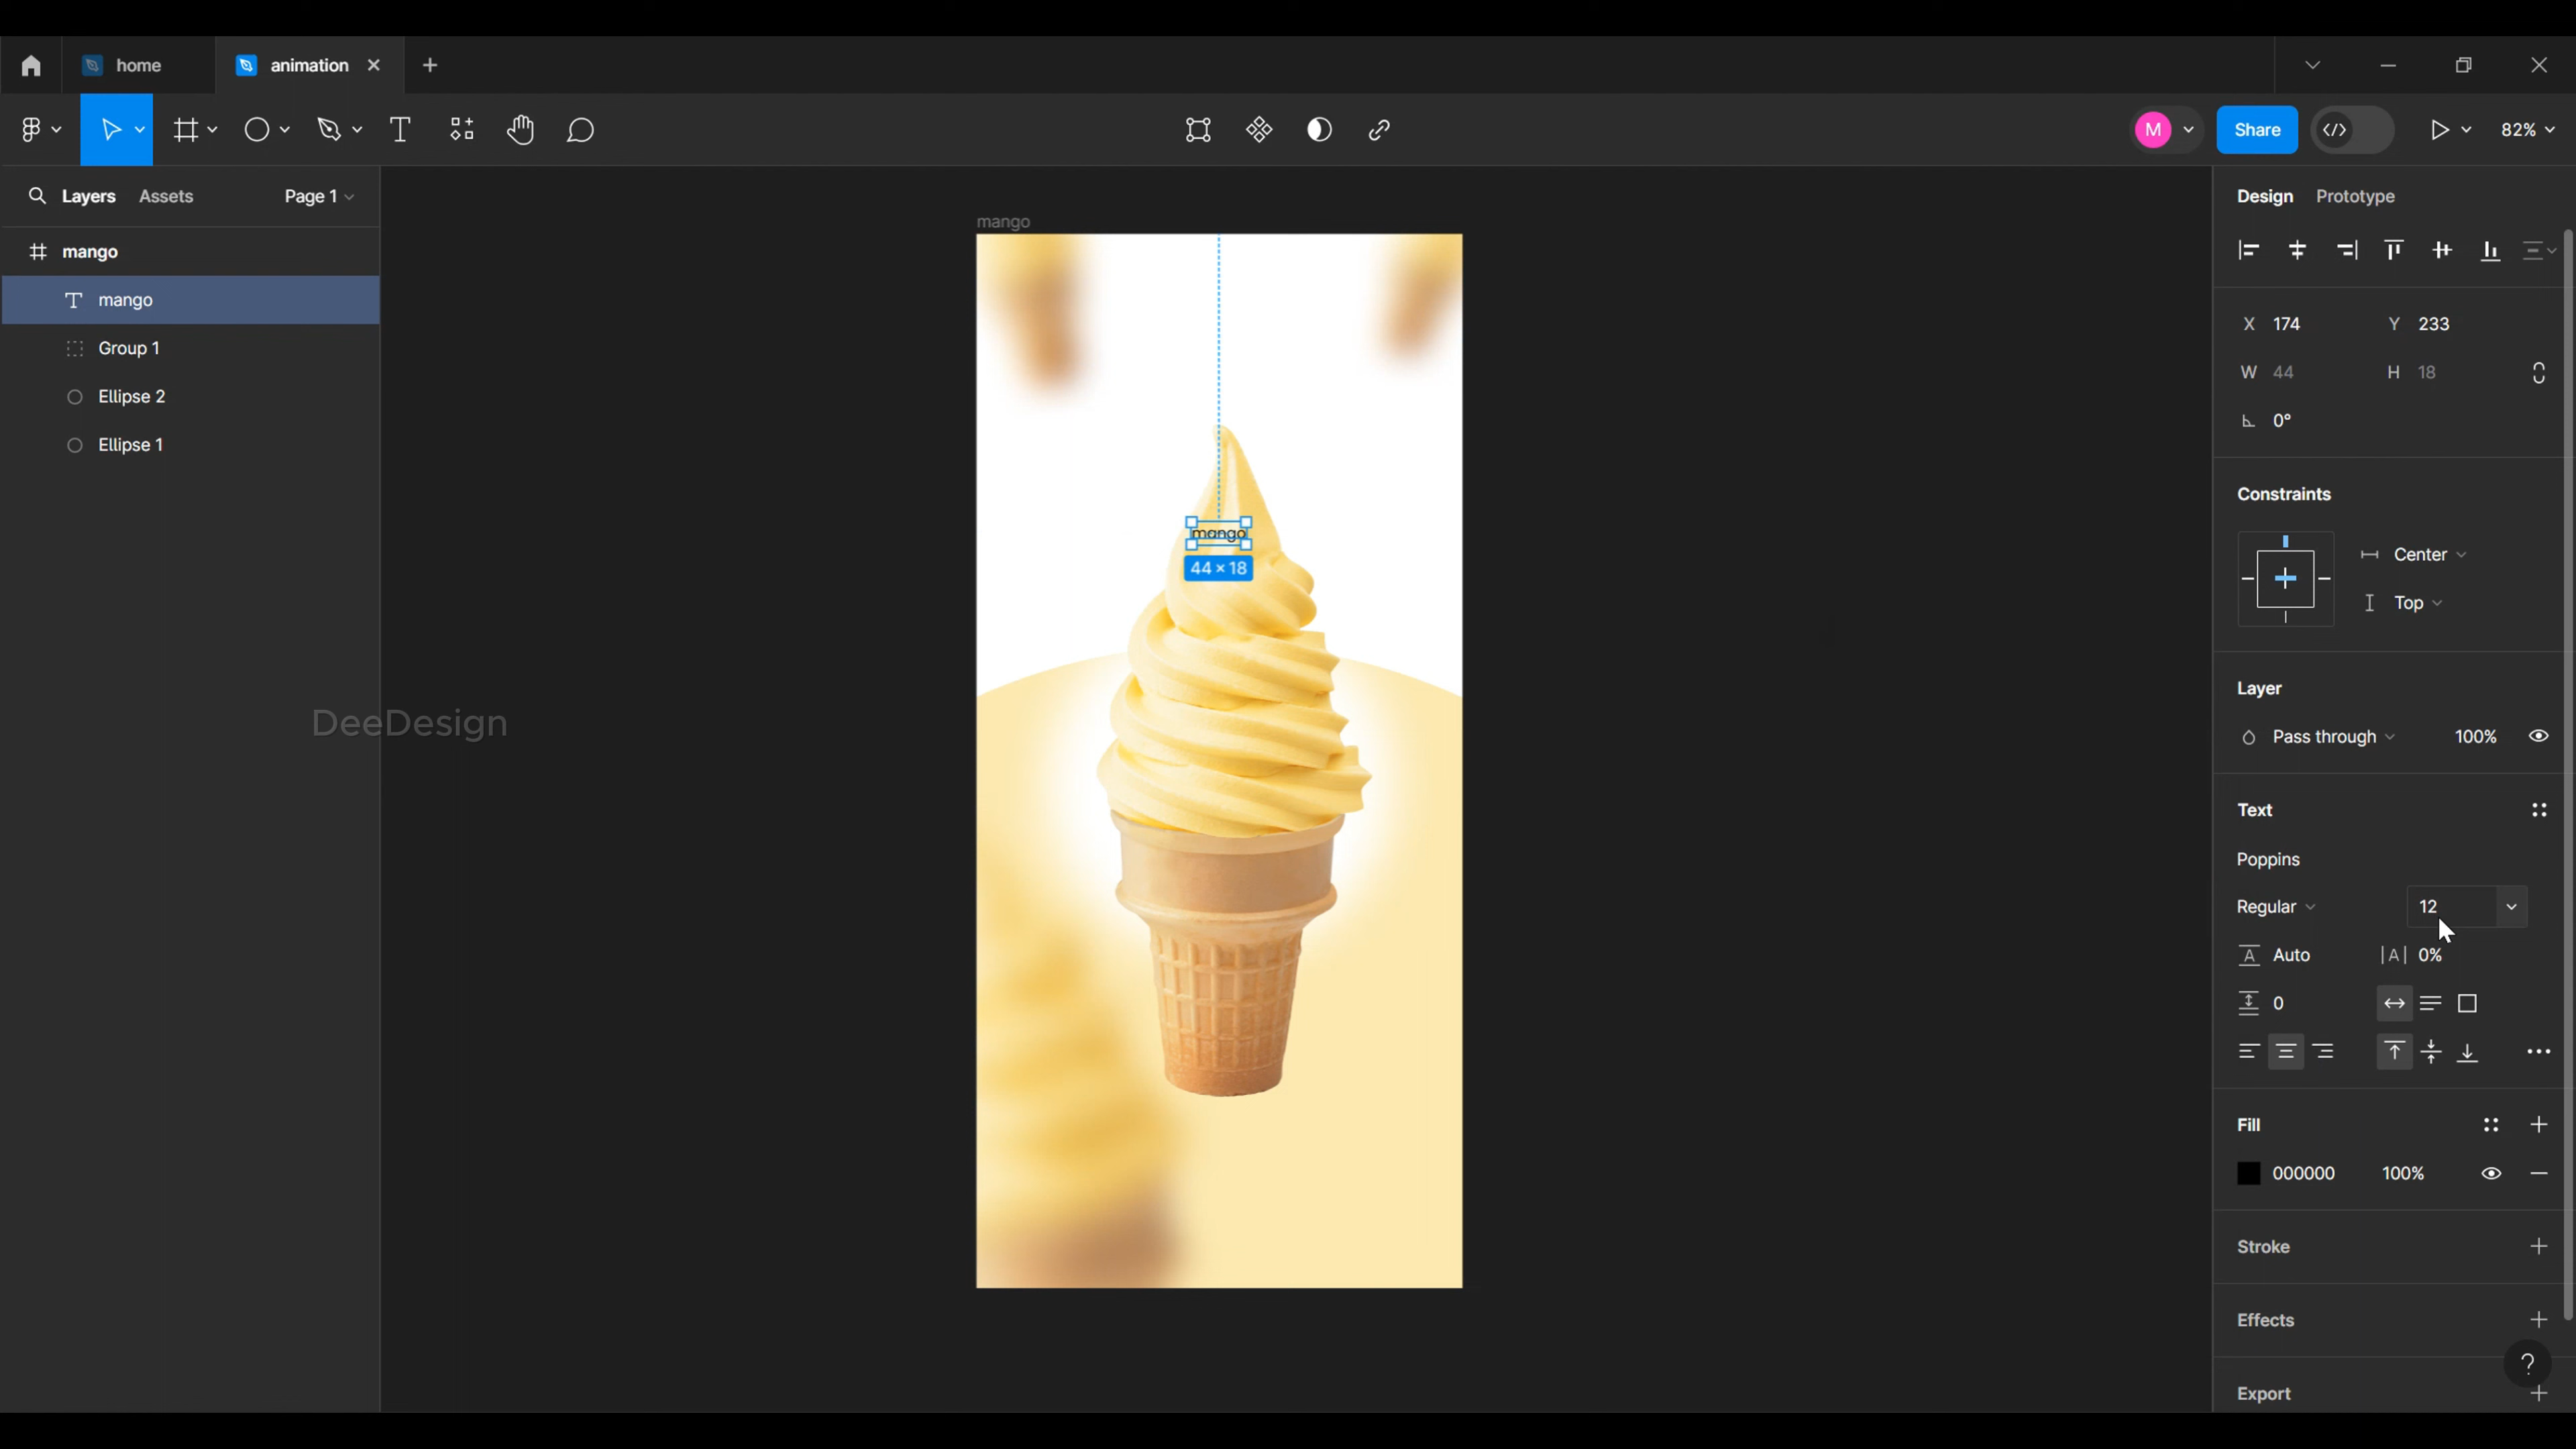 home
animation
M
Share
82%
Layers
Assets
Page 1
Design
Prototype
mango
mango
mango
Group 1
Ellipse 2
Ellipse 1
X 174
Y 233
W 44
H 18
0°
mango
44 × 18
Constraints
Center
Top
DeeDesign
Layer
Pass through
100%
Text
Poppins
Regular
12
A Auto
|A| 0%
0
Fill
000000
100%
Stroke
Effects
?
Export